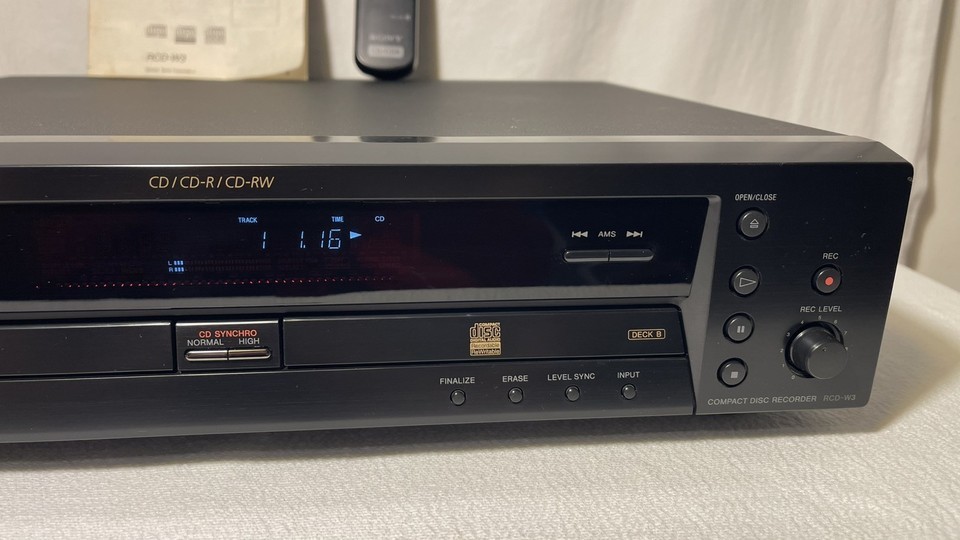 RCD-W3
SONY
CD / CD-R / CD-RW
TRACK TIME CD
1 1.16
L
R
AMS
OPEN/CLOSE
REC
REC LEVEL
CD SYNCHRO
NORMAL HIGH
COMPACT
disc
DIGITAL AUDIO
Recordable
ReWritable
DECK B
FINALIZE ERASE LEVEL SYNC INPUT
COMPACT DISC RECORDER RCD-W3